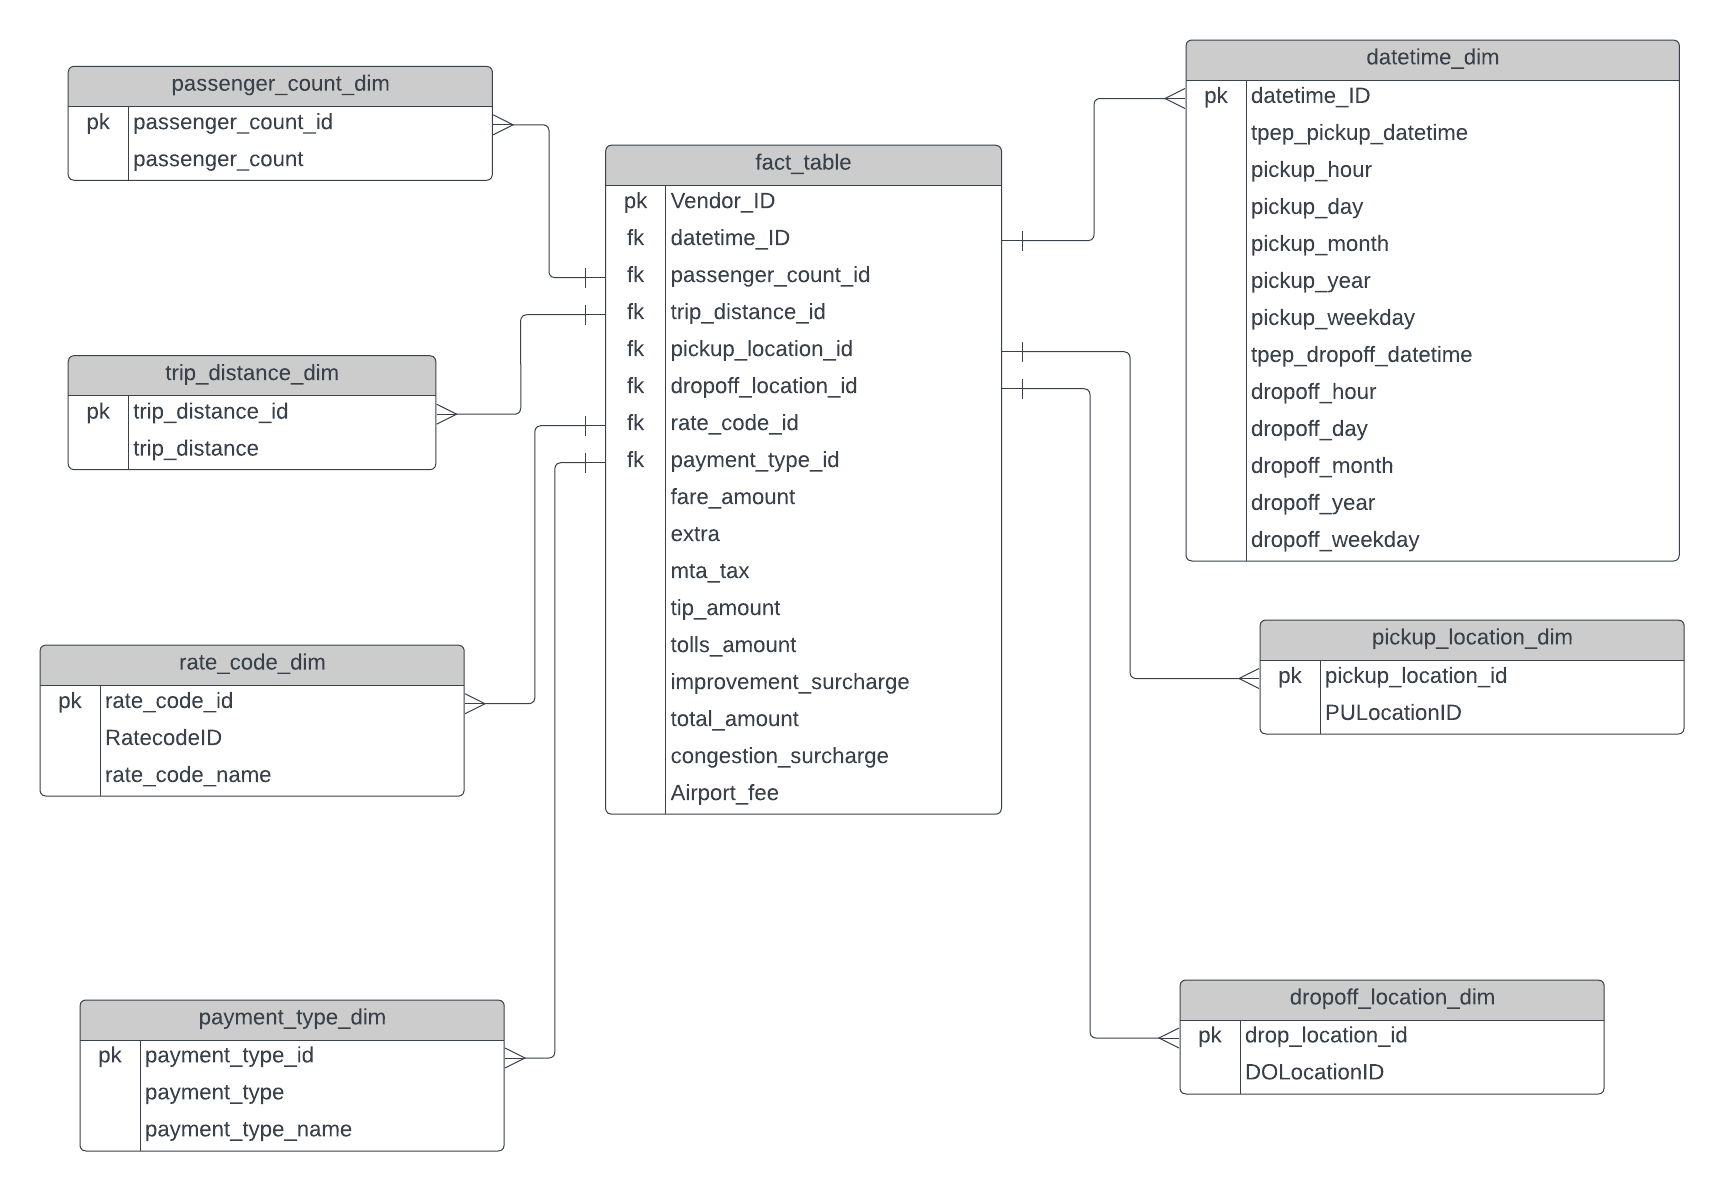 passenger_count_dim
pk passenger_count_id
passenger_count
trip_distance_dim
pk trip_distance_id
trip_distance
rate_code_dim
pk rate_code_id
RatecodeID
rate_code_name
payment_type_dim
pk payment_type_id
payment_type
payment_type_name
fact_table
pk Vendor_ID
fk datetime_ID
fk passenger_count_id
fk trip_distance_id
fk pickup_location_id
fk dropoff_location_id
fk rate_code_id
fk payment_type_id
fare_amount
extra
mta_tax
tip_amount
tolls_amount
improvement_surcharge
total_amount
congestion_surcharge
Airport_fee
datetime_dim
pk datetime_ID
tpep_pickup_datetime
pickup_hour
pickup_day
pickup_month
pickup_year
pickup_weekday
tpep_dropoff_datetime
dropoff_hour
dropoff_day
dropoff_month
dropoff_year
dropoff_weekday
pickup_location_dim
pk pickup_location_id
PULocationID
dropoff_location_dim
pk drop_location_id
DOLocationID